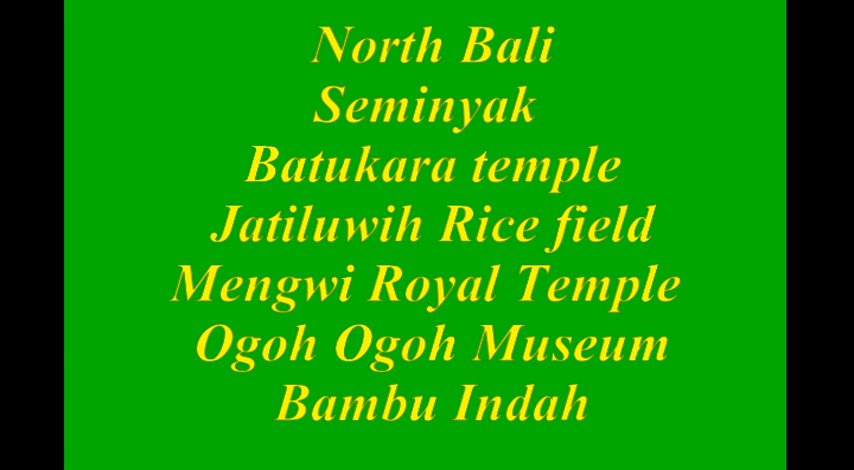 North Bali
Seminyak
Batukara temple
Jatiluwih Rice field
Mengwi Royal Temple
Ogoh Ogoh Museum
Bambu Indah